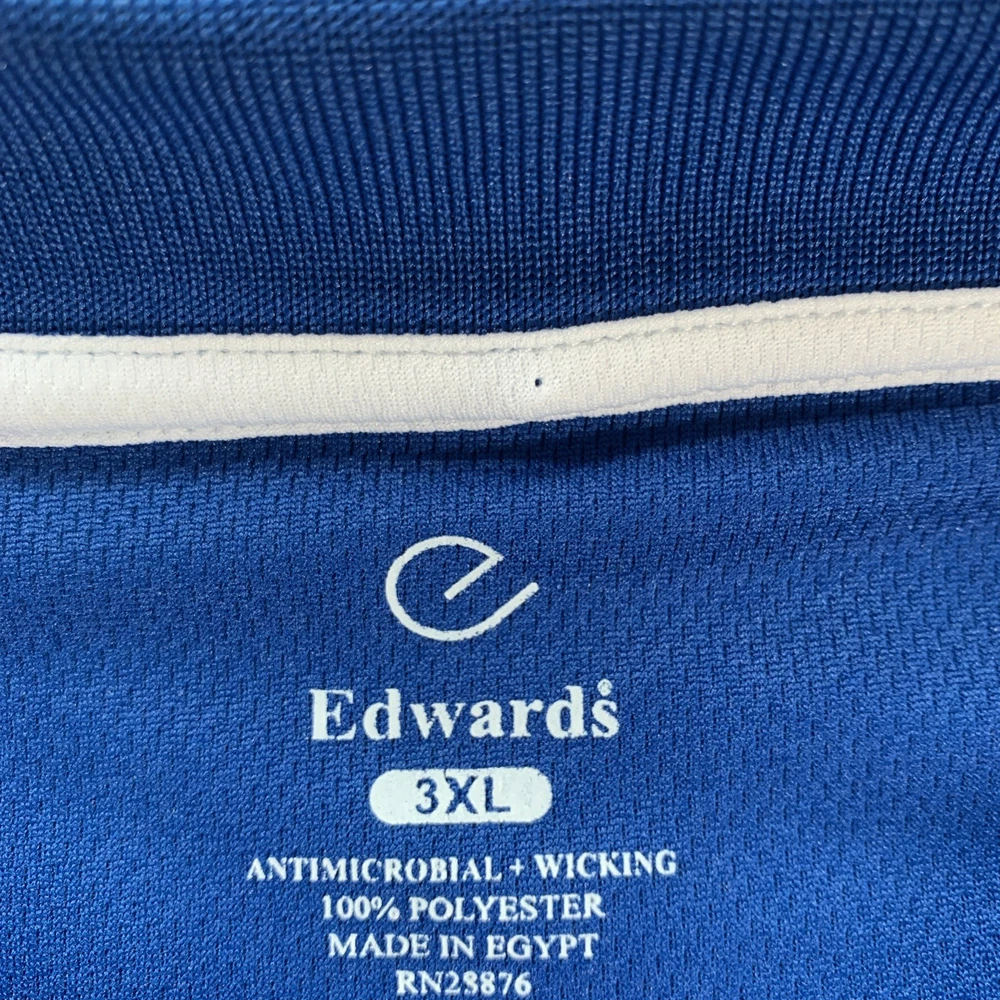 Edwards®
3XL
ANTIMICROBIAL + WICKING
100% POLYESTER
MADE IN EGYPT
RN28876